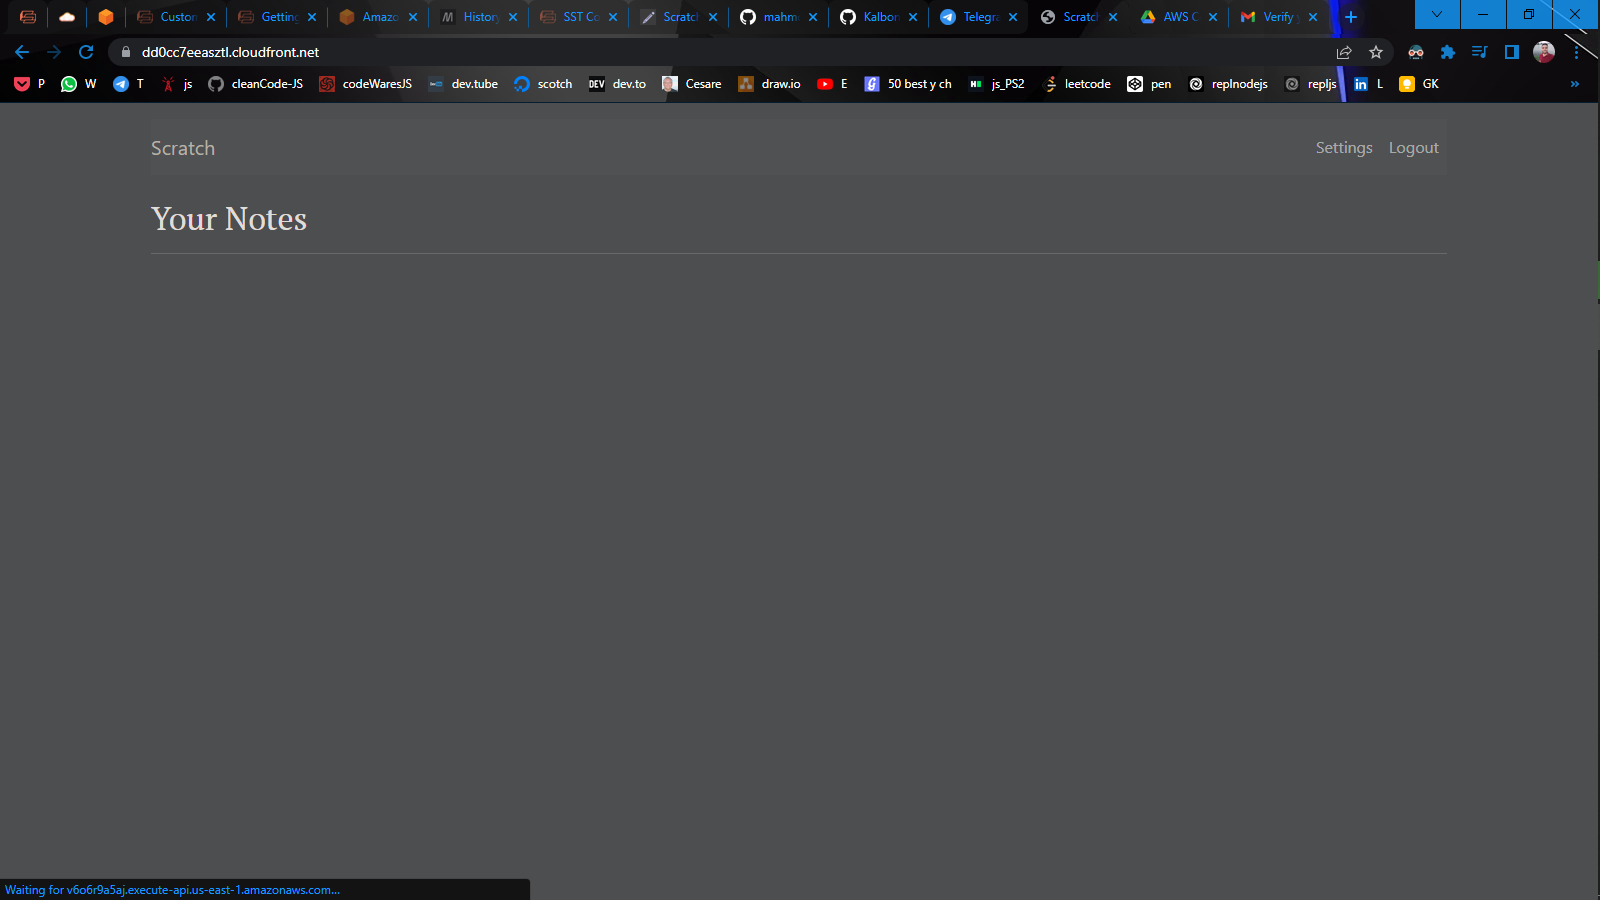 Custon Getting Amazo History SST Co Scratch mahm Kalbor Telegra Scratch AWS C Verify
dd0cc7eeasztl.cloudfront.net
P W T js cleanCode-JS codeWaresJS dev.tube scotch DEV dev.to Cesare draw.io E 50 best y ch js_PS2 leetcode pen replnodejs repljs L GK
Scratch Settings Logout
Your Notes
Waiting for v6o6r9a5aj.execute-api.us-east-1.amazonaws.com...